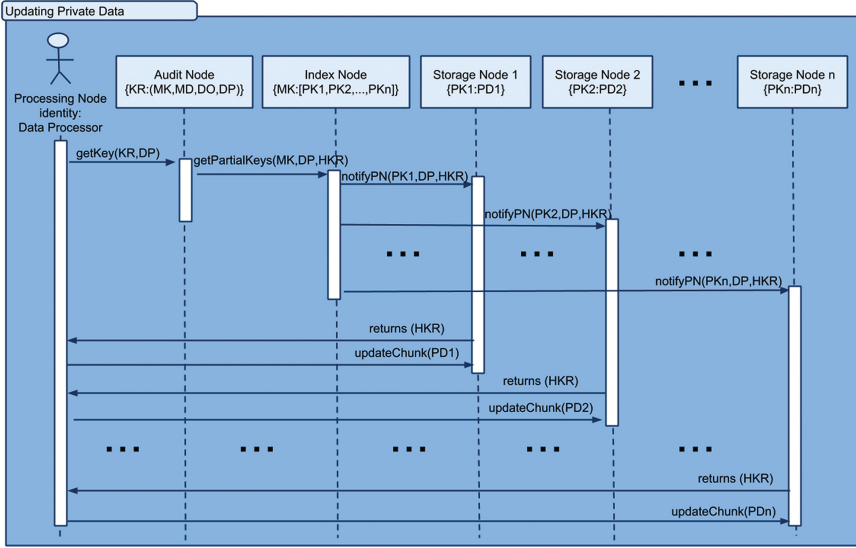 Updating Private Data
Processing Node
identity:
Data Processor
Audit Node
{KR:(MK,MD,DO,DP)}
Index Node
{MK:[PK1,PK2,...,PKn]}
Storage Node 1
{PK1:PD1}
Storage Node 2
{PK2:PD2}
Storage Node n
{PKn:PDn}
getKey(KR,DP)
getPartialKeys(MK,DP,HKR)
notifyPN(PK1,DP,HKR)
notifyPN(PK2,DP,HKR)
notifyPN(PKn,DP,HKR)
returns (HKR)
updateChunk(PD1)
returns (HKR)
updateChunk(PD2)
returns (HKR)
updateChunk(PDn)